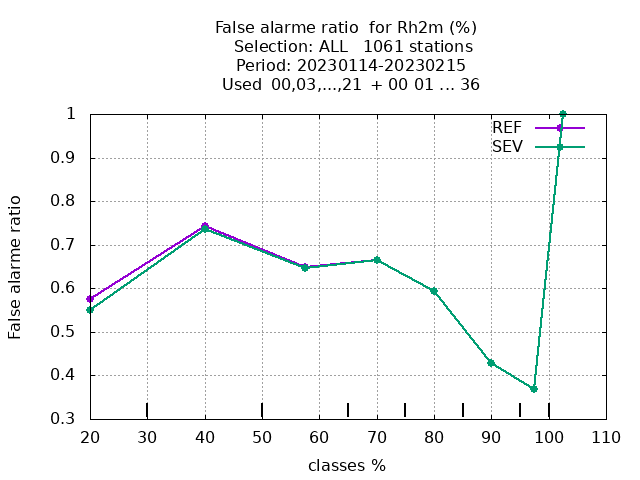 False alarme ratio  for Rh2m (%)
Selection: ALL   1061 stations
Period: 20230114-20230215
Used  00,03,...,21  + 00 01 ... 36
REF
SEV
False alarme ratio
1
0.9
0.8
0.7
0.6
0.5
0.4
0.3
20 30 40 50 60 70 80 90 100 110
classes %